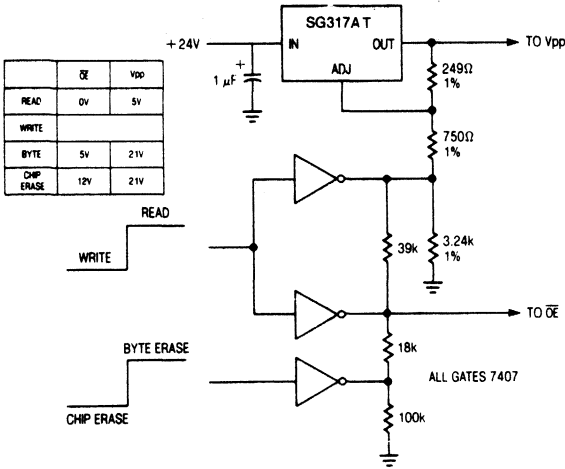 SG317A T
+24V
IN
OUT
TO Vpp
ADJ
+
1 µF
249Ω
1%
OE Vpp
READ 0V 5V
WRITE
BYTE 5V 21V
CHIP ERASE 12V 21V
750Ω
1%
READ
WRITE
39k
3.24k
1%
TO OE
BYTE ERASE
CHIP ERASE
18k
ALL GATES 7407
100k